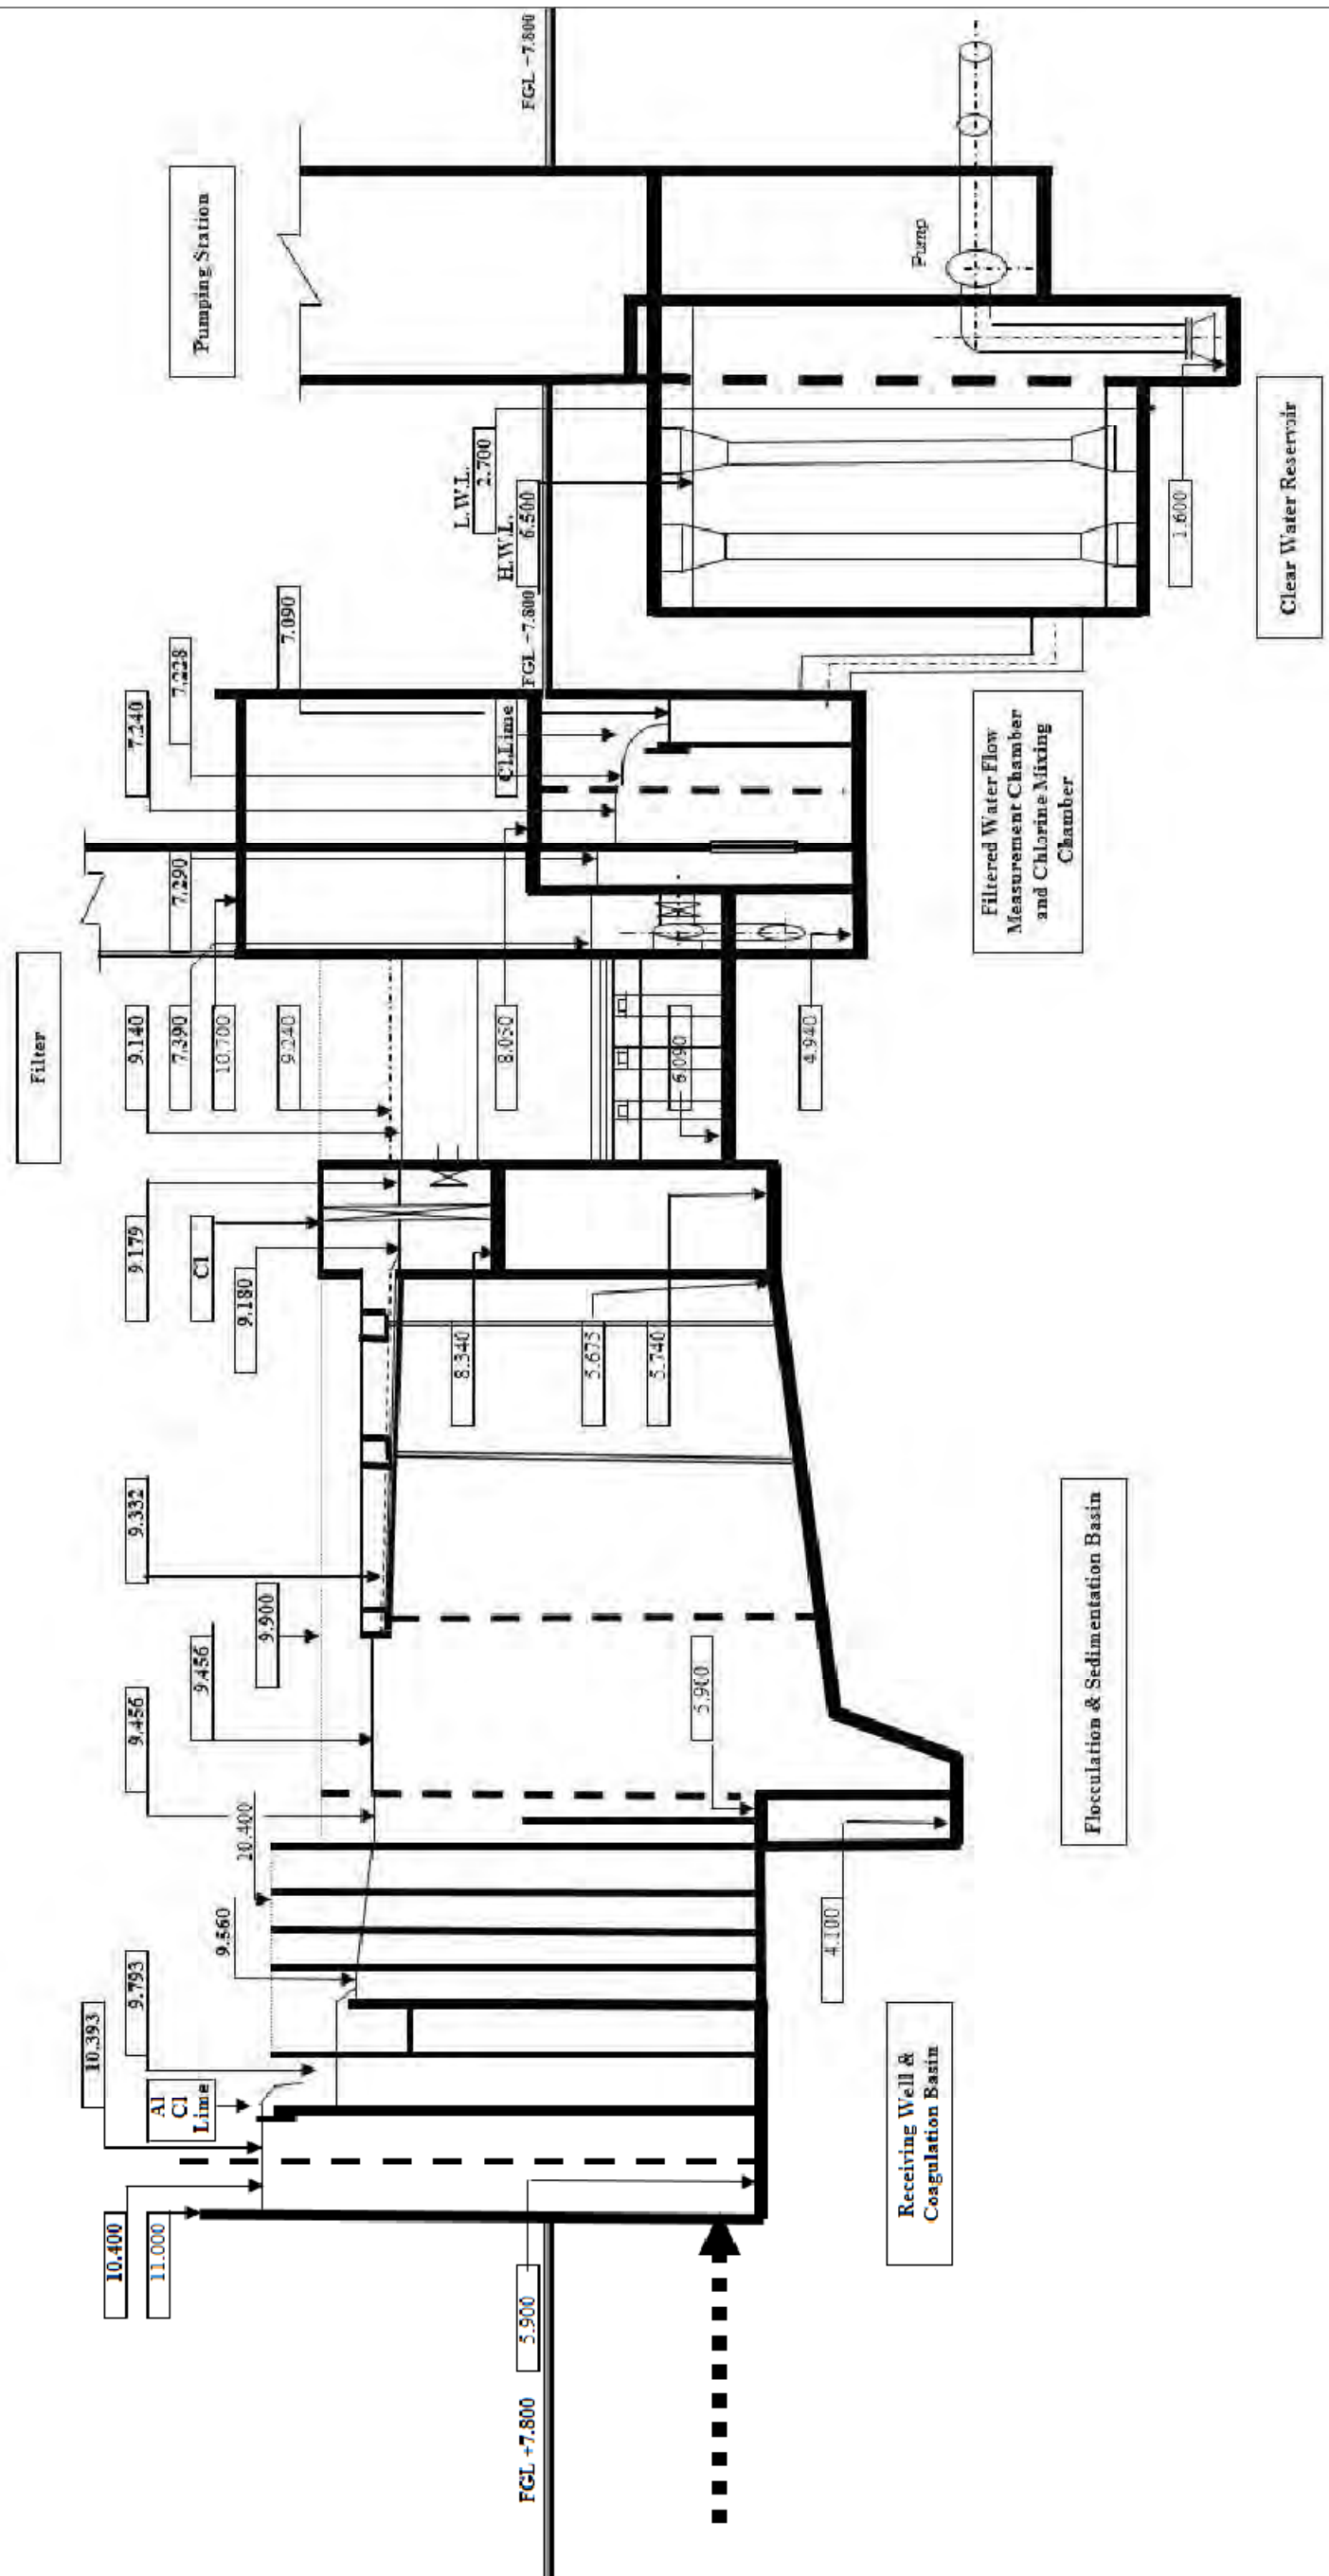 10.400
11.000
10.393
9.793
Al
Cl
Lime
9.560
10.400
9.456
9.456
9.900
9.332
9.180
Cl
9.179
Filter
9.140
7.390
10.700
9.240
7.290
7.240
7.228
7.090
Pumping Station
FGL +7.800
5.900
5.900
4.100
8.340
5.675
5.740
8.050
6.090
4.940
Cl.Lime
FGL +7.800
H.W.L.
6.500
L.W.L.
2.700
1.600
Pump
FGL +7.800
Receiving Well &
Coagulation Basin
Flocculation & Sedimentation Basin
Filtered Water Flow
Measurement Chamber
and Chlorine Mixing
Chamber
Clear Water Reservoir